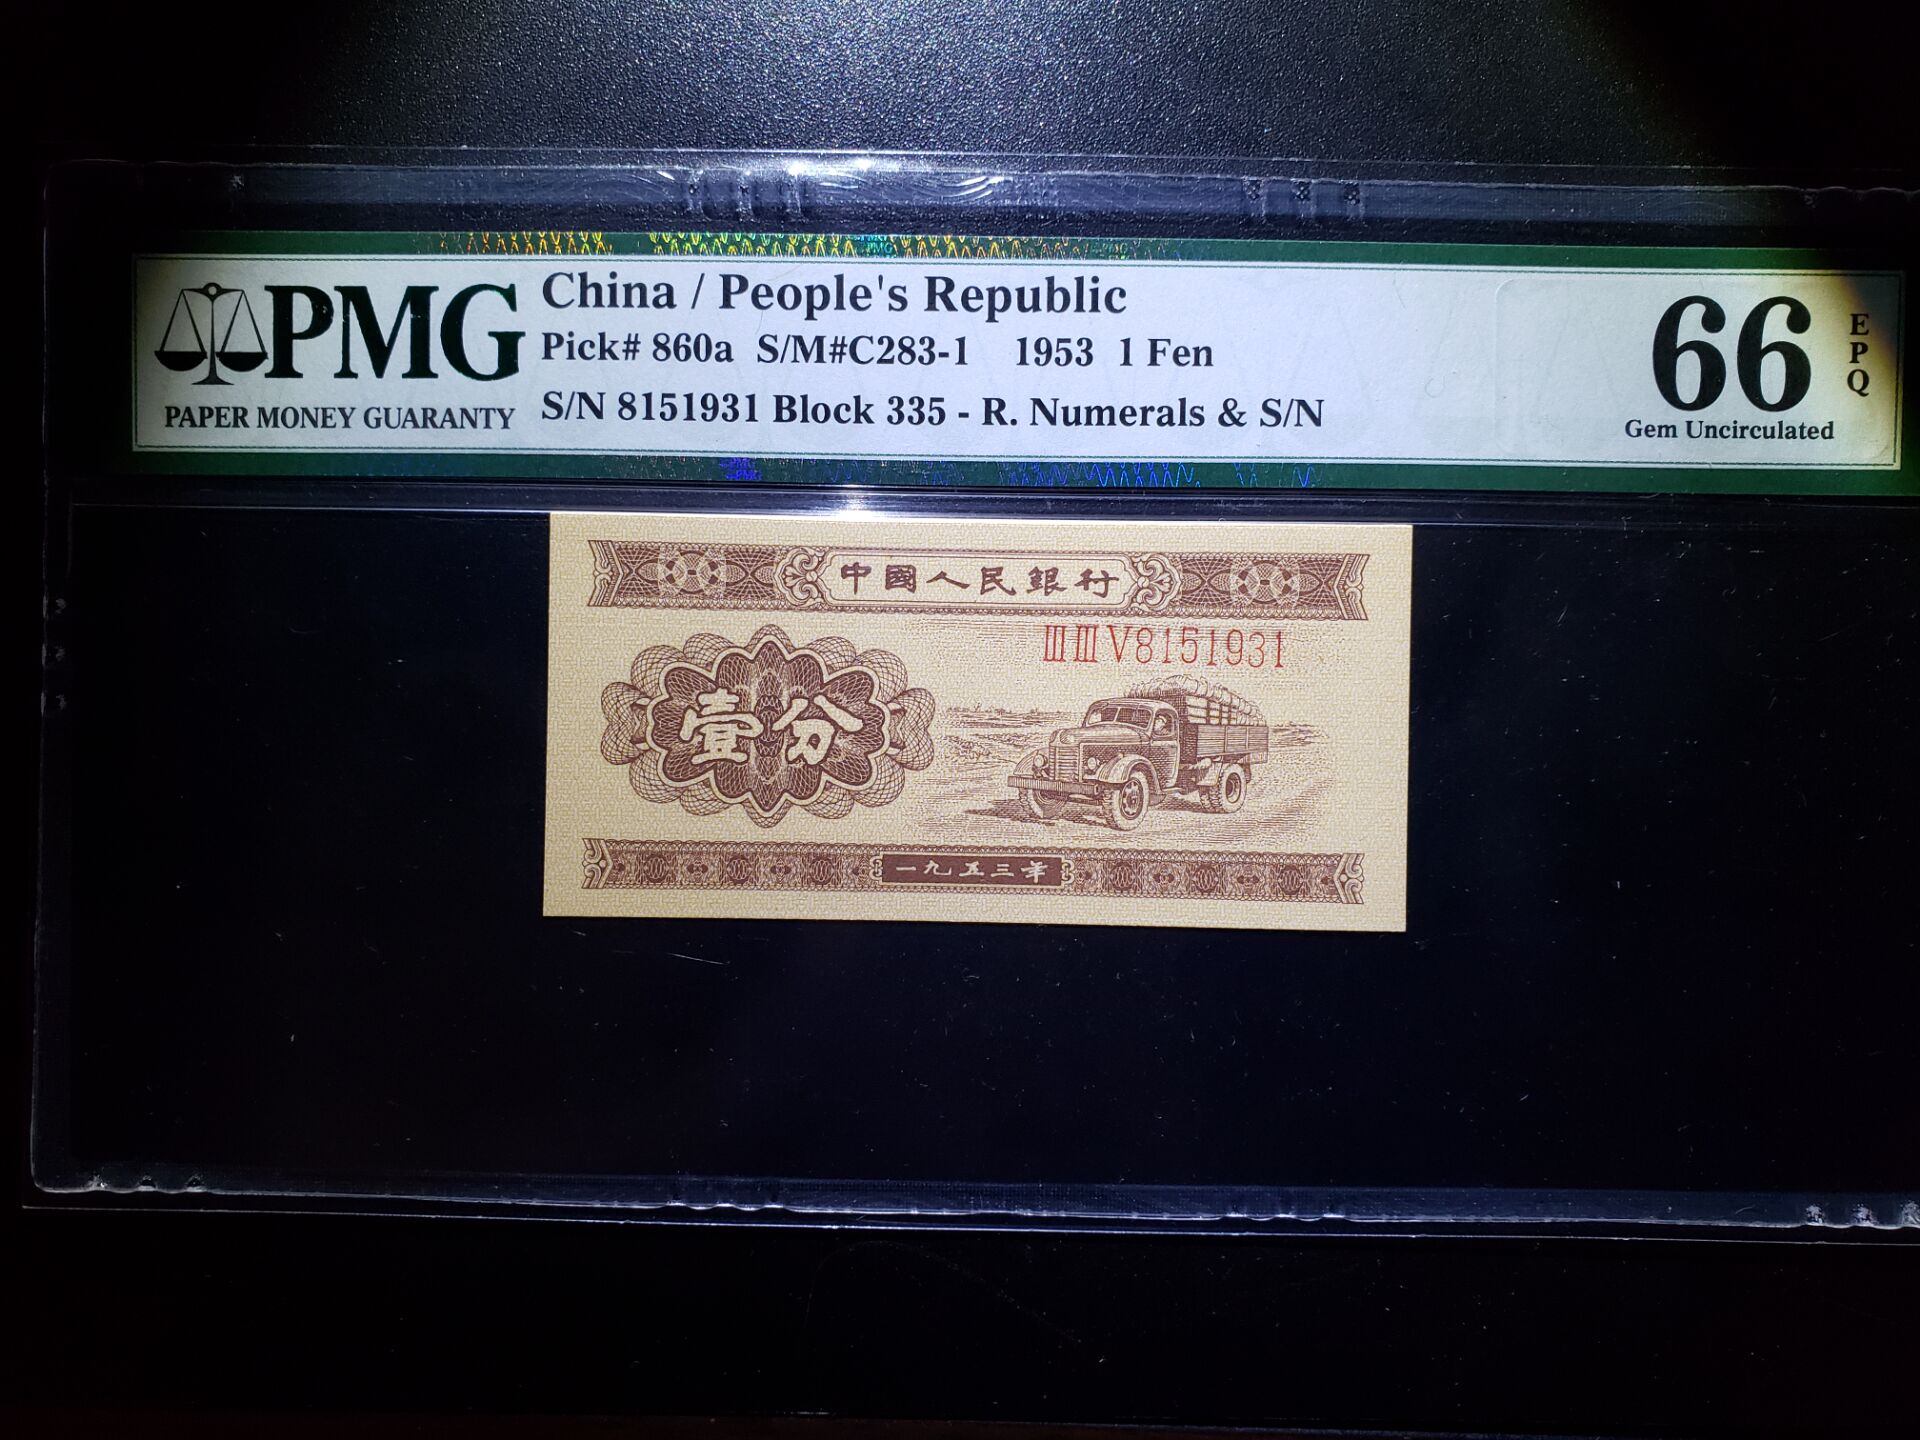 PMG
PAPER MONEY GUARANTY
China / People's Republic
Pick# 860a S/M#C283-1 1953 1 Fen
S/N 8151931 Block 335 - R. Numerals & S/N
66
EPQ
Gem Uncirculated
中國人民銀行
ⅢⅢⅤ8151931
壹分
一九五三年